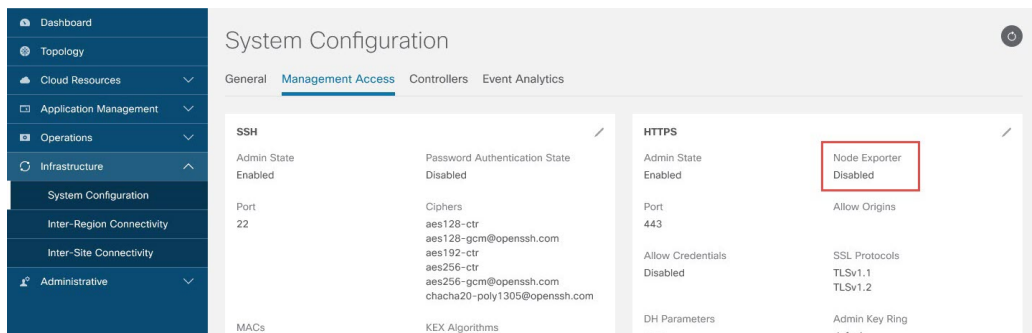 Dashboard
Topology
Cloud Resources
Application Management
Operations
Infrastructure
System Configuration
Inter-Region Connectivity
Inter-Site Connectivity
Administrative
System Configuration
General Management Access Controllers Event Analytics
SSH
Admin State
Enabled
Password Authentication State
Disabled
Port
22
Ciphers
aes128-ctr
aes128-gcm@openssh.com
aes192-ctr
aes256-ctr
aes256-gcm@openssh.com
chacha20-poly1305@openssh.com
MACs
KEX Algorithms
HTTPS
Admin State
Enabled
Node Exporter
Disabled
Port
443
Allow Origins
Allow Credentials
Disabled
SSL Protocols
TLSv1.1
TLSv1.2
DH Parameters
Admin Key Ring